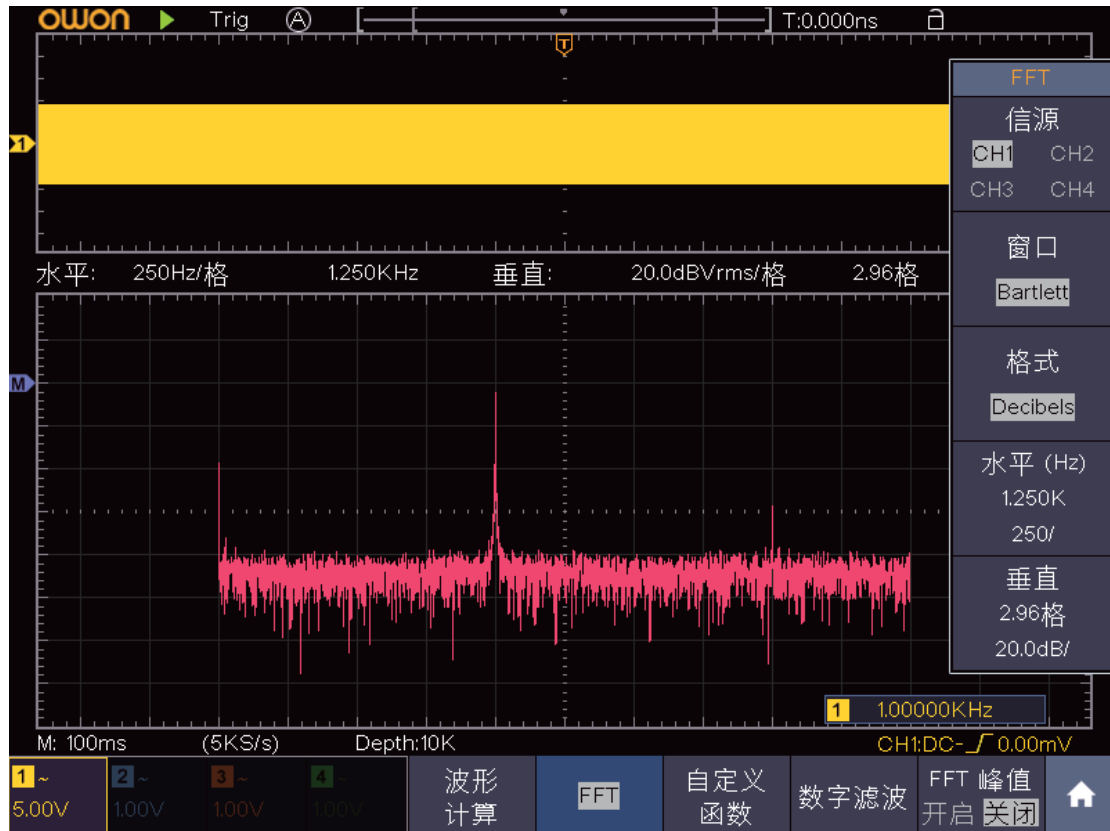 owon Trig A T:0.000ns
T
1
FFT
信源
CH1 CH2
CH3 CH4
窗口
Bartlett
格式
Decibels
水平 (Hz)
1.250K
250/
垂直
2.96格
20.0dB/
水平: 250Hz/格 1.250KHz 垂直: 20.0dBVrms/格 2.96格
M
1 1.00000KHz
M: 100ms (5KS/s) Depth:10K CH1:DC- 0.00mV
1 ~ 2 ~ 3 ~ 4 ~
5.00V 1.00V 1.00V 1.00V
波形
计算
FFT
自定义
函数
数字滤波
FFT 峰值
开启 关闭